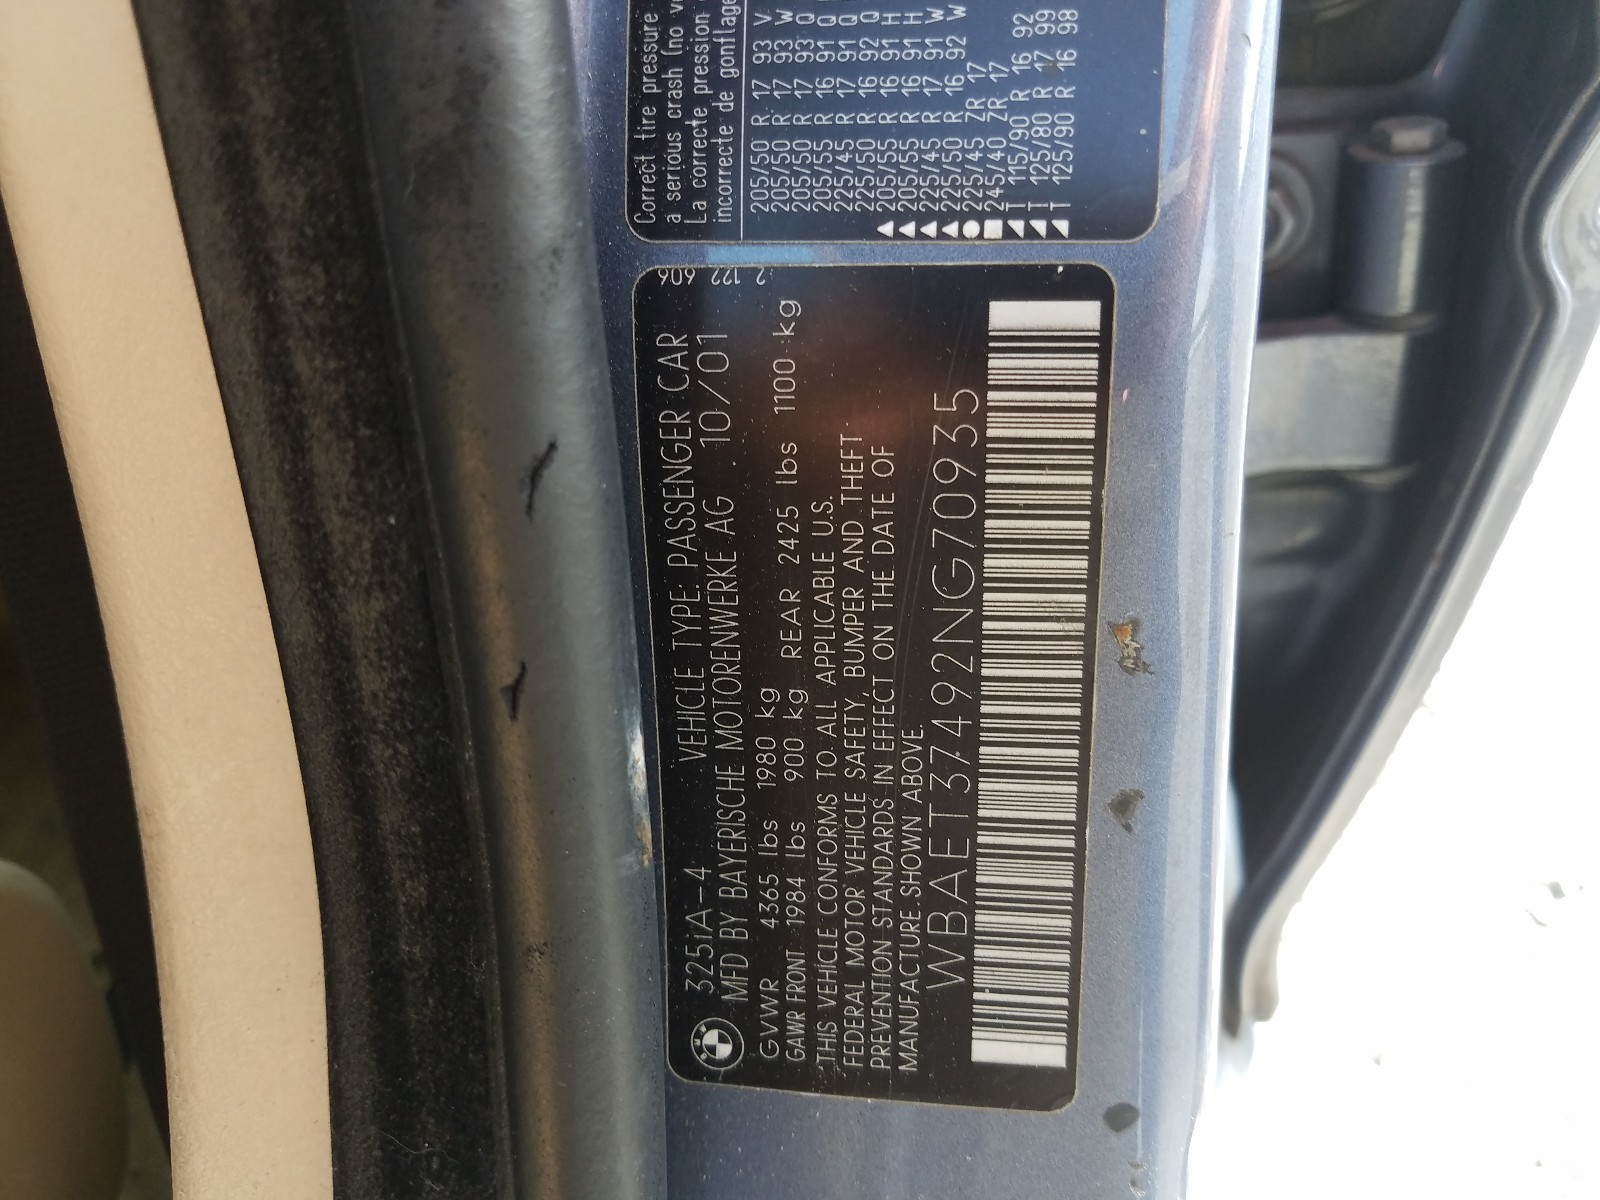 325iA-4 VEHICLE TYPE: PASSENGER CAR
MFD BY BAYERISCHE MOTORENWERKE AG 10/01
GVWR 4365 lbs 1980 kg
GAWR FRONT 1984 lbs 900 kg REAR 2425 lbs 1100 kg
THIS VEHICLE CONFORMS TO ALL APPLICABLE U.S.
FEDERAL MOTOR VEHICLE SAFETY, BUMPER AND THEFT
PREVENTION STANDARDS IN EFFECT ON THE DATE OF
MANUFACTURE SHOWN ABOVE.
WBAET37492NG70935
2 122 606
Correct tire pressure
a serious crash (no
La correcte pression
incorrecte de gonflage
205/50 R 17 93 V
205/50 R 17 93 W
205/50 R 17 93 Q
205/55 R 16 91 Q
225/45 R 17 91 Q
225/50 R 16 92 Q
205/55 R 16 91 H
205/55 R 16 91 H
225/45 R 17 91 W
225/50 R 16 92 W
225/45 ZR 17
245/40 ZR 17
T 115/90 R 16 92
T 125/80 R 17 99
T 125/90 R 16 98